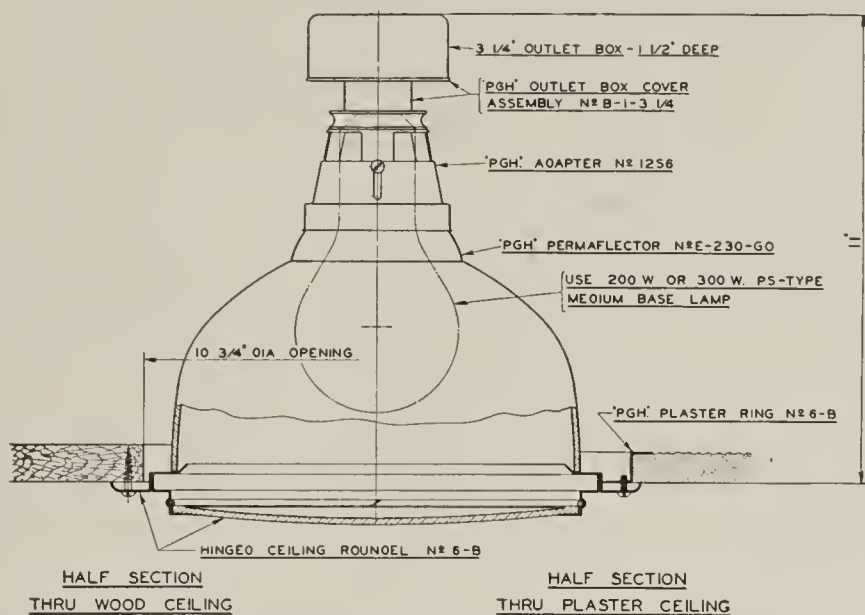 3 1/4" OUTLET BOX - 1 1/2" DEEP
"PGH" OUTLET BOX COVER
ASSEMBLY Nº B-1-3 1/4
"PGH." ADAPTER Nº 1256
"PGH" PERMAFLECTOR Nº E-230-GO
USE 200 W OR 300 W. PS-TYPE
MEDIUM BASE LAMP
11"
10 3/4" DIA OPENING
"PGH." PLASTER RING Nº 6-B
HINGED CEILING ROUNDEL Nº 6-B
HALF SECTION
THRU WOOD CEILING
HALF SECTION
THRU PLASTER CEILING